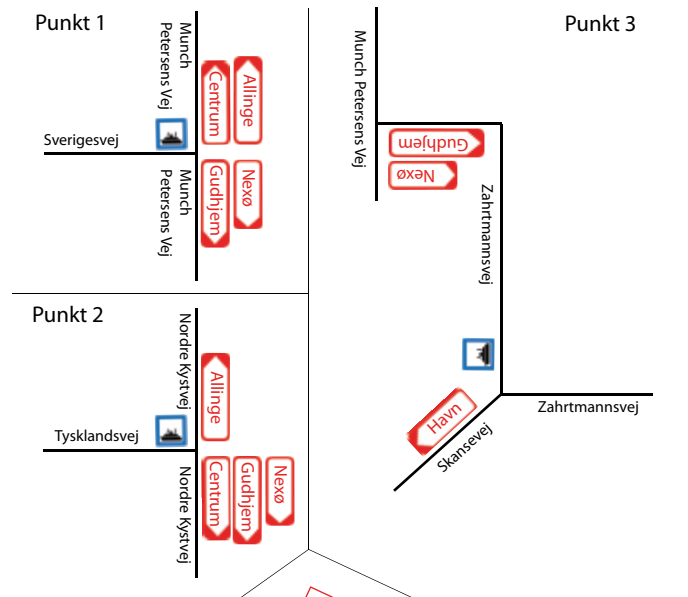 Punkt 1
Munch
Petersens Vej
Centrum
Allinge
Sverigesvej
Munch
Petersens Vej
Gudhjem
Nexø
Punkt 2
Nordre Kystvej
Allinge
Tysklandsvej
Nordre Kystvej
Centrum
Gudhjem
Nexø
Punkt 3
Munch Petersens Vej
Gudhjem
Nexø
Zahrtmannsvej
Havn
Skansevej
Zahrtmannsvej